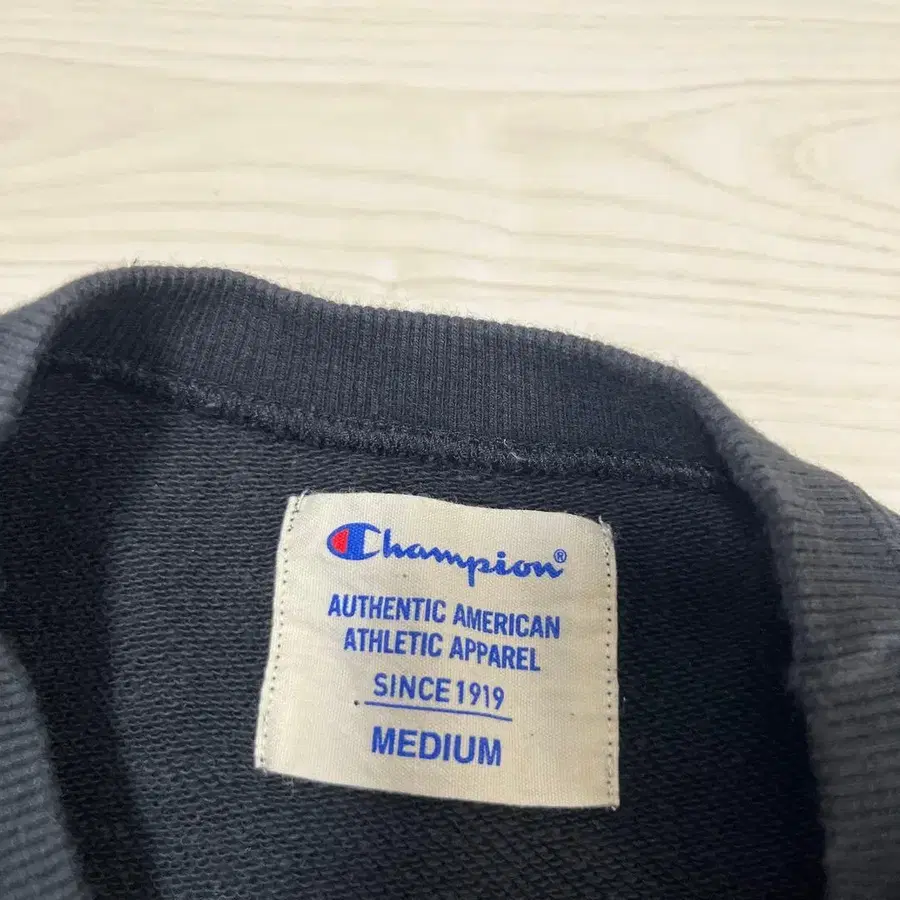 Champion®
AUTHENTIC AMERICAN
ATHLETIC APPAREL
SINCE 1919
MEDIUM